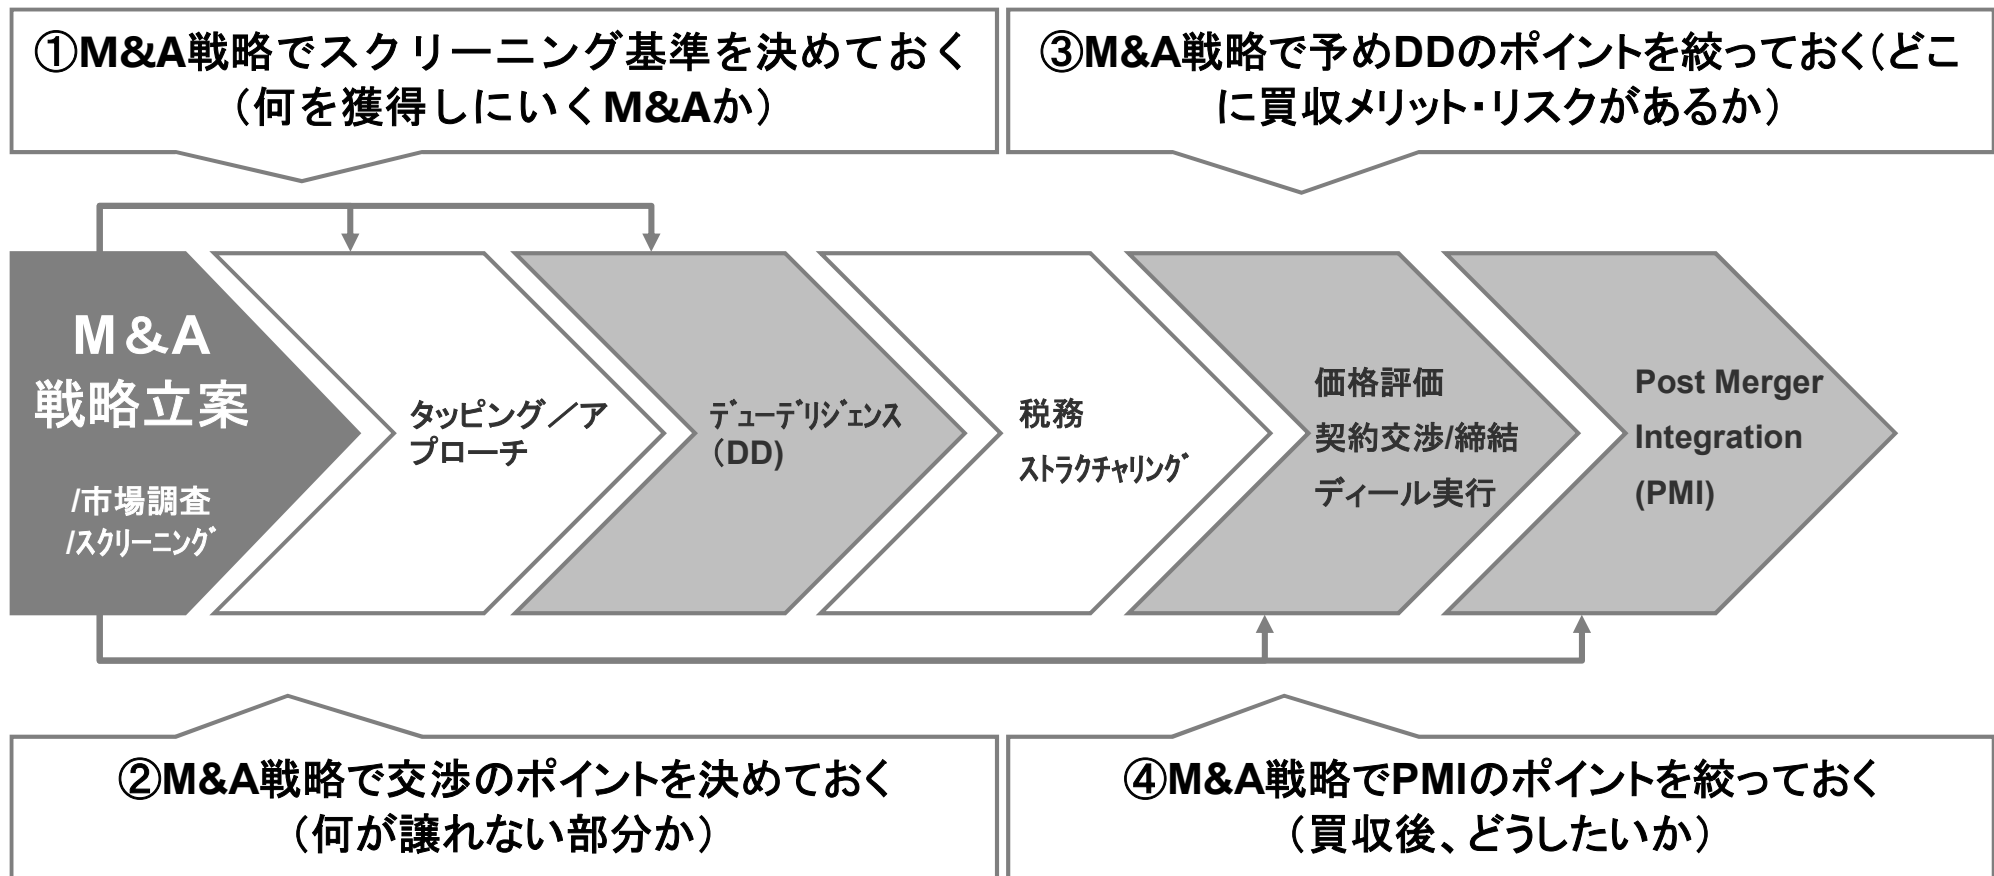 ①M&A戦略でスクリーニング基準を決めておく
（何を獲得しにいくM&Aか）
③M&A戦略で予めDDのポイントを絞っておく(どこ
に買収メリット・リスクがあるか）
M＆A
戦略立案
/市場調査
/ｽｸﾘｰﾆﾝｸﾞ
タッピング／ア
プローチ
ﾃﾞｭｰﾃﾞﾘｼﾞｪﾝｽ
（DD)
税務
ｽﾄﾗｸﾁｬﾘﾝｸﾞ
価格評価
契約交渉/締結
ディール実行
Post Merger
Integration
(PMI)
②M&A戦略で交渉のポイントを決めておく
（何が譲れない部分か）
④M&A戦略でPMIのポイントを絞っておく
（買収後、どうしたいか）